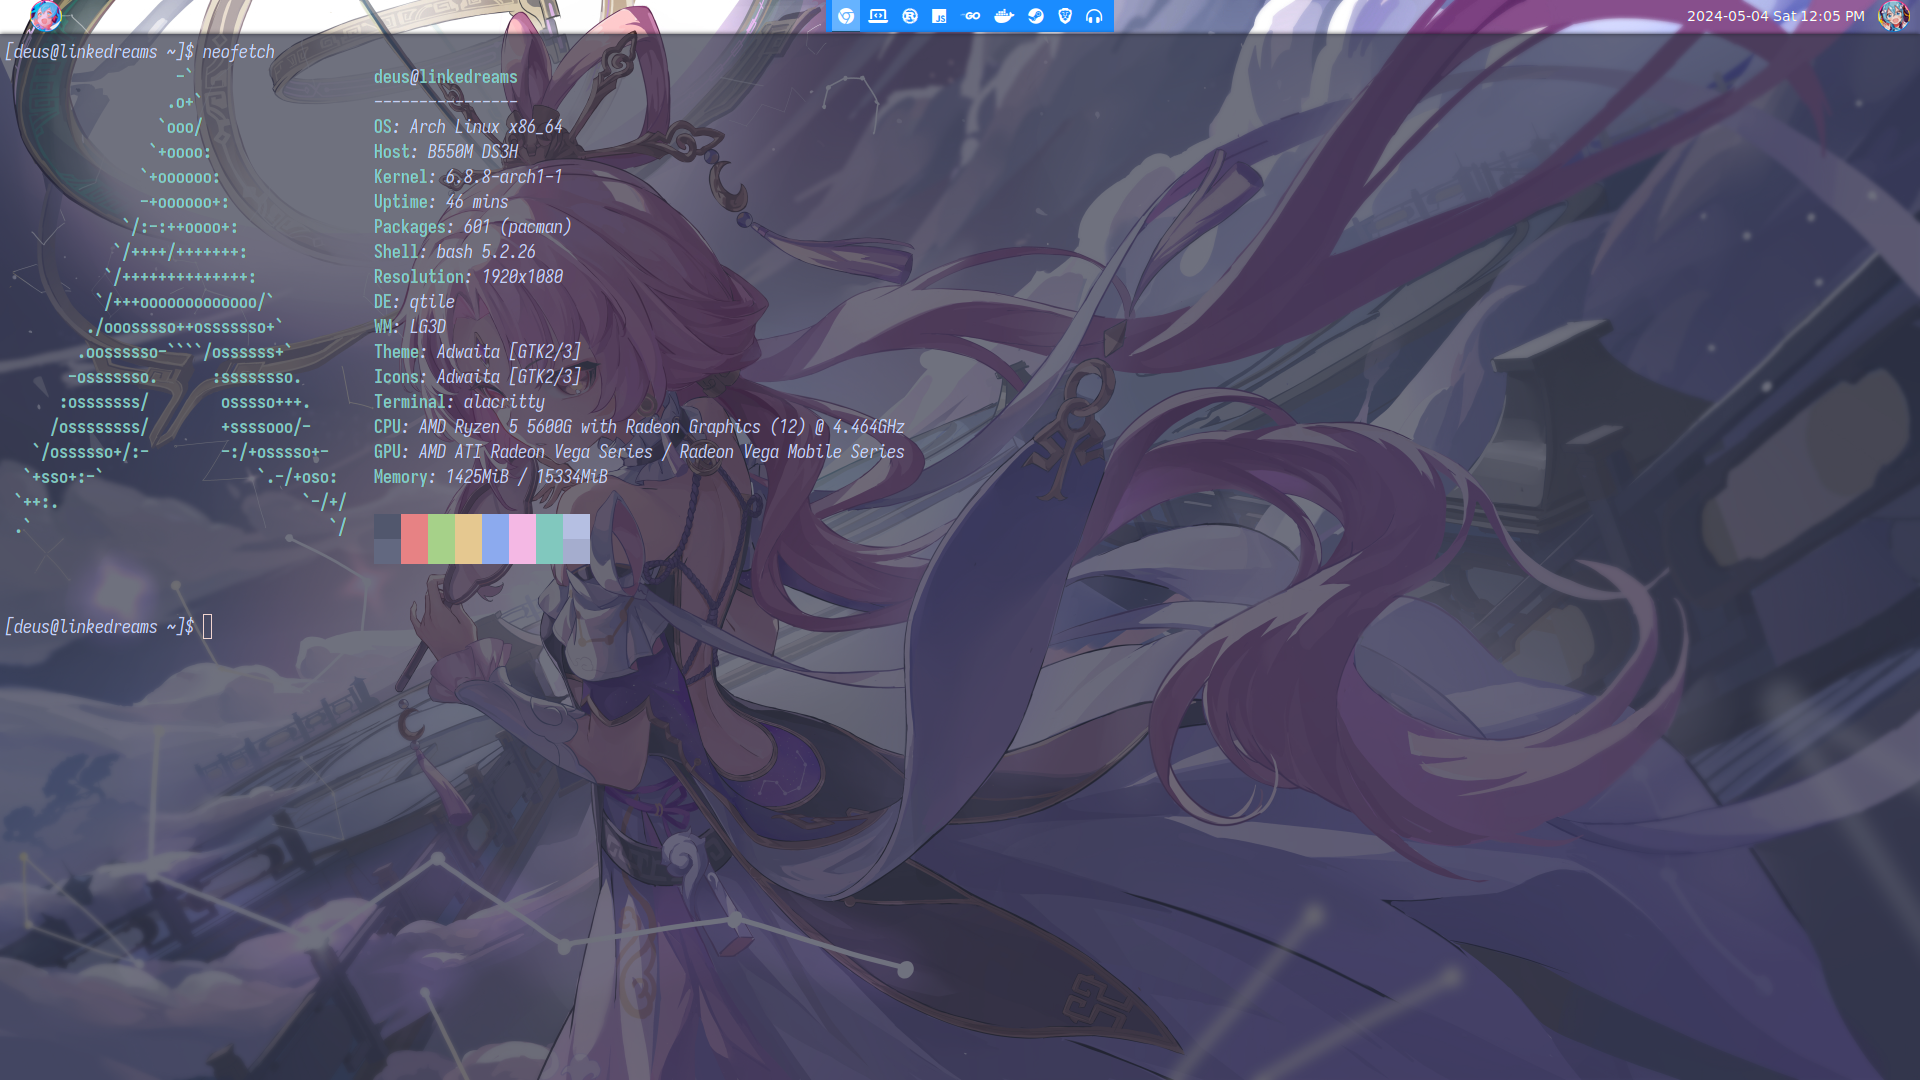 2024-05-04 Sat 12:05 PM
JS
GO
[deus@linkedreams ~]$ neofetch
                   -`                    deus@linkedreams
                  .o+`                   ----------------
                 `ooo/                   OS: Arch Linux x86_64
                `+oooo:                  Host: B550M DS3H
               `+oooooo:                 Kernel: 6.8.8-arch1-1
               -+oooooo+:                Uptime: 46 mins
             `/:-:++oooo+:               Packages: 601 (pacman)
            `/++++/+++++++:              Shell: bash 5.2.26
           `/++++++++++++++:             Resolution: 1920x1080
          `/+++ooooooooooooo/`           DE: qtile
         ./ooosssso++osssssso+`          WM: LG3D
        .oossssso-````/ossssss+`         Theme: Adwaita [GTK2/3]
       -osssssso.      :ssssssso.        Icons: Adwaita [GTK2/3]
      :osssssss/        osssso+++.       Terminal: alacritty
     /ossssssss/        +ssssooo/-       CPU: AMD Ryzen 5 5600G with Radeon Graphics (12) @ 4.464GHz
   `/ossssso+/:-        -:/+osssso+-     GPU: AMD ATI Radeon Vega Series / Radeon Vega Mobile Series
  `+sso+:-`                 `.-/+oso:    Memory: 1425MiB / 15334MiB
 `++:.                           `-/+/
 .`                                 `/
[deus@linkedreams ~]$